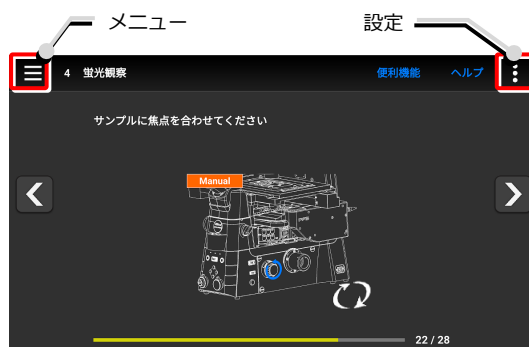 メニュー
設定
4 蛍光観察 便利機能 ヘルプ
サンプルに焦点を合わせてください
Manual
22 / 28